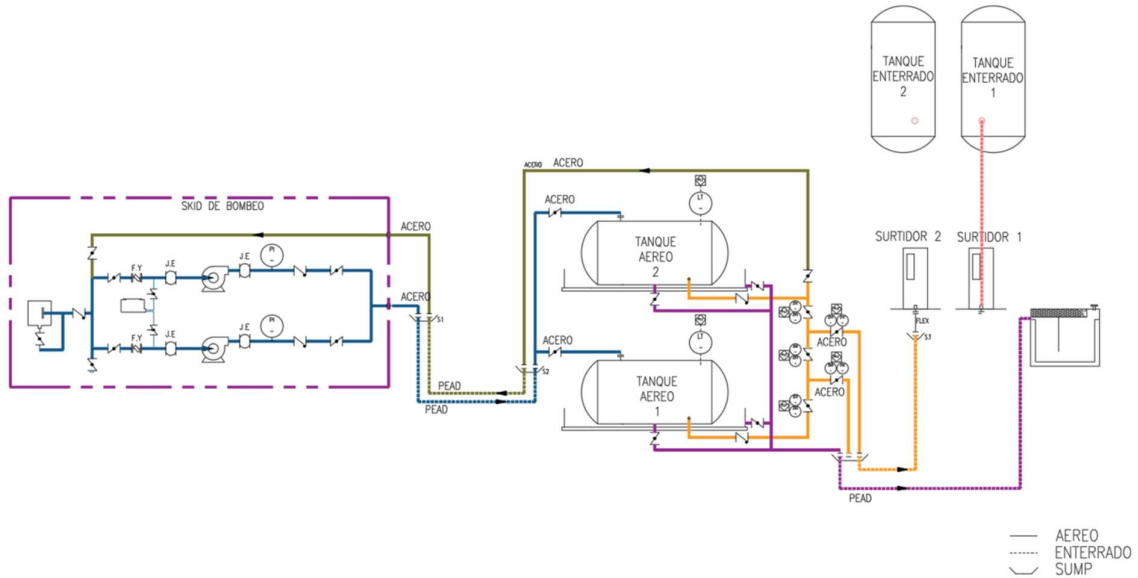 TANQUE
ENTERRADO
2
TANQUE
ENTERRADO
1
ACERO
ACERO
SKID DE BOMBEO
ACERO
ACERO
LT
TANQUE
AEREO
2
SURTIDOR 2
SURTIDOR 1
PI
J.E
J.E
F.Y
ACERO
S1
FLEX
S3
ACERO
PI
J.E
J.E
F.Y
ACERO
LT
S2
TANQUE
AEREO
1
ACERO
PEAD
PEAD
PEAD
AEREO
ENTERRADO
SUMP